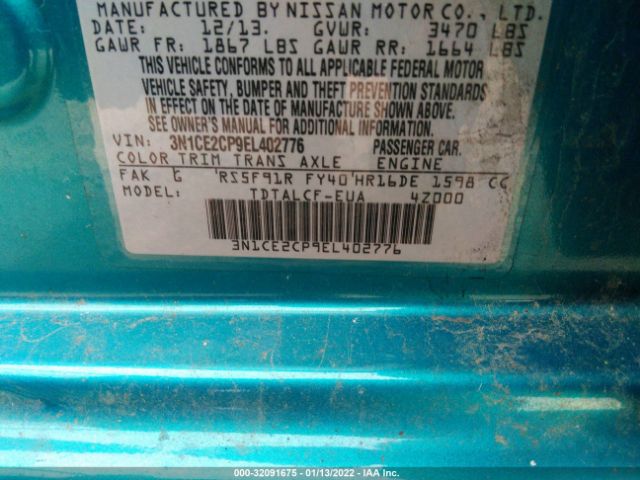 MANUFACTURED BY NISSAN MOTOR CO., LTD.
DATE: 12/13. GVWR: 3470 LBS
GAWR FR: 1867 LBS GAWR RR: 1664 LBS
THIS VEHICLE CONFORMS TO ALL APPLICABLE FEDERAL MOTOR
VEHICLE SAFETY, BUMPER AND THEFT PREVENTION STANDARDS
IN EFFECT ON THE DATE OF MANUFACTURE SHOWN ABOVE.
SEE OWNER'S MANUAL FOR ADDITIONAL INFORMATION.
VIN: 3N1CE2CP9EL402776 PASSENGER CAR.
COLOR TRIM TRANS AXLE ENGINE
FAK G RS5F91R FY40 HR16DE 1598 CC
MODEL: TDTALCF-EUA 4Z000
3N1CE2CP9EL402776
000-32091675 | 01/13/2022 | IAA Inc.